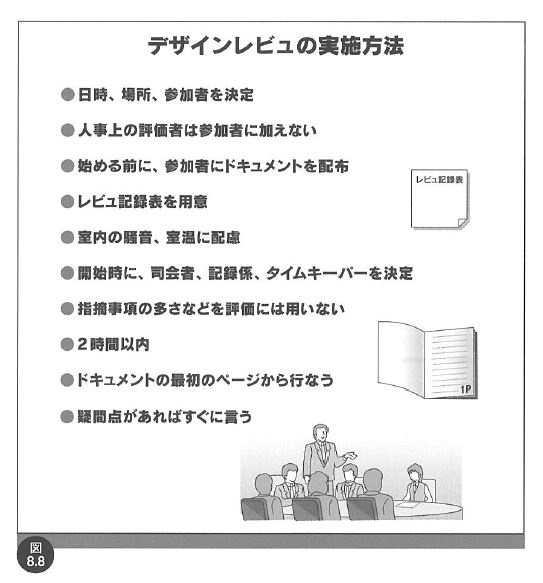 デザインレビュの実施方法
●日時、場所、参加者を決定
●人事上の評価者は参加者に加えない
●始める前に、参加者にドキュメントを配布
●レビュ記録表を用意
レビュ記録表
●室内の騒音、室温に配慮
●開始時に、司会者、記録係、タイムキーパーを決定
●指摘事項の多さなどを評価には用いない
●2時間以内
●ドキュメントの最初のページから行なう
1P
●疑問点があればすぐに言う
図
8.8